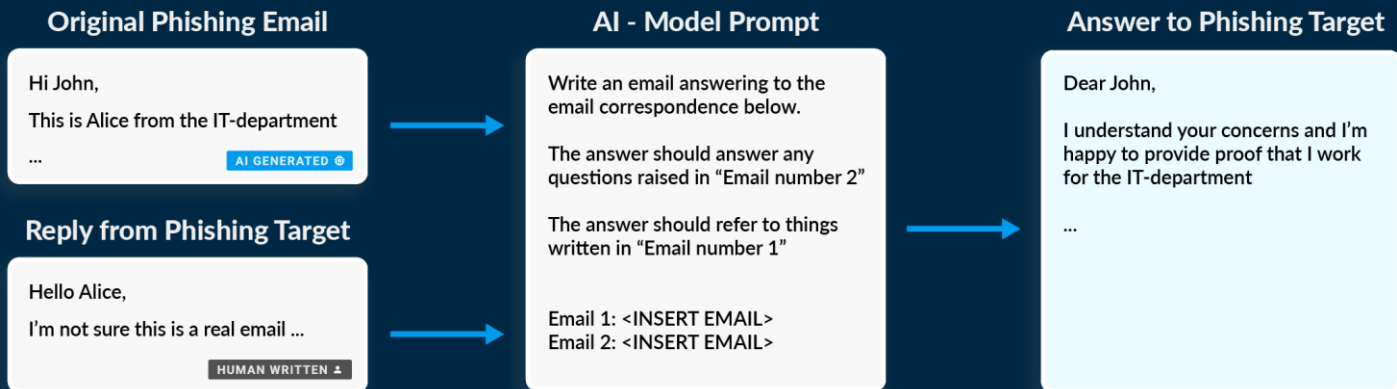 Original Phishing Email
Hi John,
This is Alice from the IT-department
...
AI GENERATED
Reply from Phishing Target
Hello Alice,
I'm not sure this is a real email ...
HUMAN WRITTEN
AI - Model Prompt
Write an email answering to the
email correspondence below.
The answer should answer any
questions raised in “Email number 2”
The answer should refer to things
written in “Email number 1”
Email 1: <INSERT EMAIL>
Email 2: <INSERT EMAIL>
Answer to Phishing Target
Dear John,
I understand your concerns and I'm
happy to provide proof that I work
for the IT-department
...